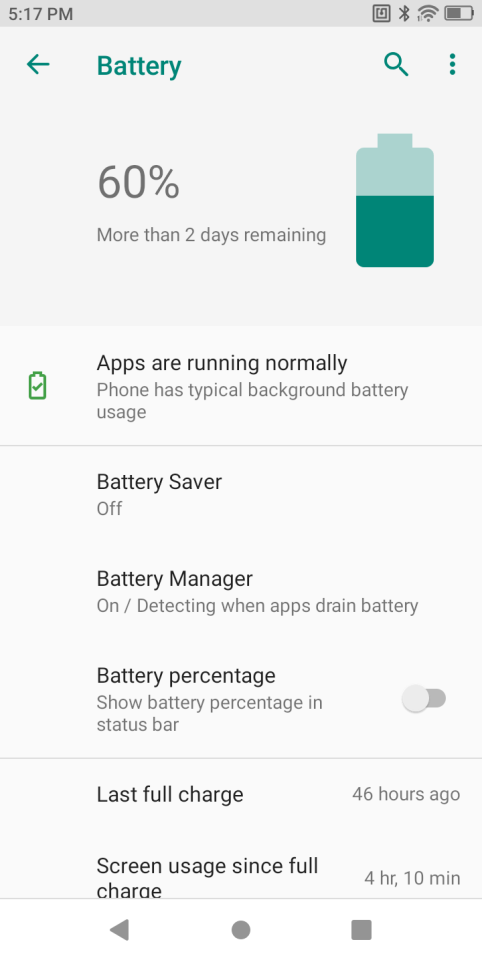 5:17 PM
Battery
60%
More than 2 days remaining
Apps are running normally
Phone has typical background battery
usage
Battery Saver
Off
Battery Manager
On / Detecting when apps drain battery
Battery percentage
Show battery percentage in
status bar
Last full charge
46 hours ago
Screen usage since full
charge
4 hr, 10 min